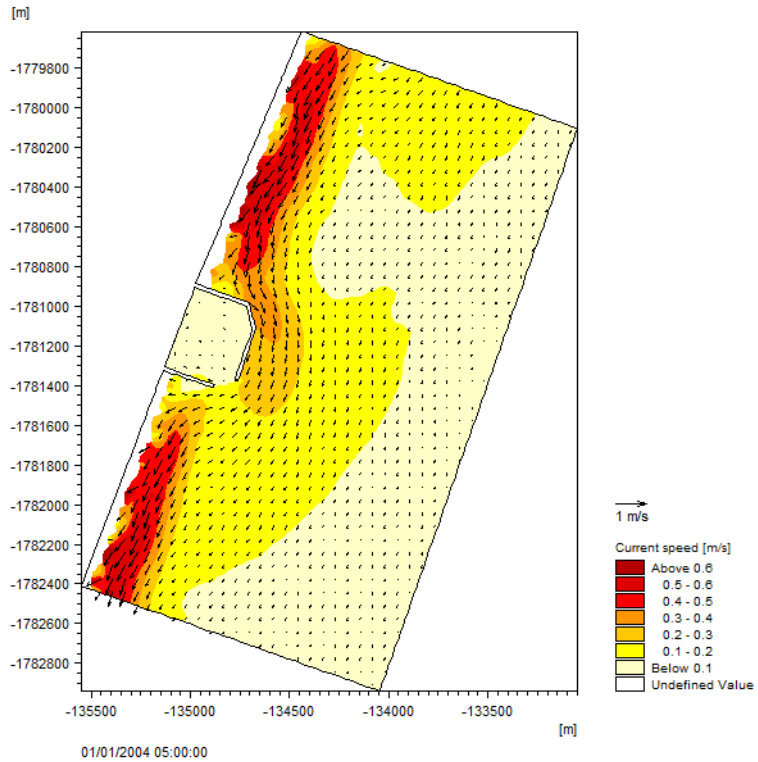 [m]
-1779800
-1780000
-1780200
-1780400
-1780600
-1780800
-1781000
-1781200
-1781400
-1781600
-1781800
-1782000
-1782200
-1782400
-1782600
-1782800
-135500 -135000 -134500 -134000 -133500
[m]
01/01/2004 05:00:00
1 m/s
Current speed [m/s]
Above 0.6
0.5 - 0.6
0.4 - 0.5
0.3 - 0.4
0.2 - 0.3
0.1 - 0.2
Below 0.1
Undefined Value